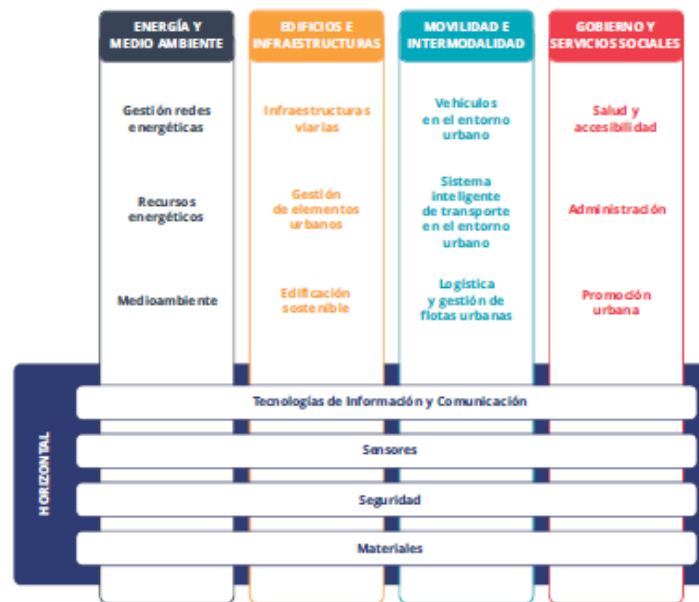 ENERGÍA Y
MEDIO AMBIENTE
EDIFICIOS E
INFRAESTRUCTURAS
MOVILIDAD E
INTERMODALIDAD
GOBIERNO Y
SERVICIOS SOCIALES
Gestión redes
energéticas
Infraestructuras
viarias
Vehículos
en el entorno
urbano
Salud y
accesibilidad
Recursos
energéticos
Gestión
de elementos
urbanos
Sistema
inteligente
de transporte
en el entorno
urbano
Administración
Medioambiente
Edificación
sostenible
Logística
y gestión de
flotas urbanas
Promoción
urbana
HORIZONTAL
Tecnologías de Información y Comunicación
Sensores
Seguridad
Materiales